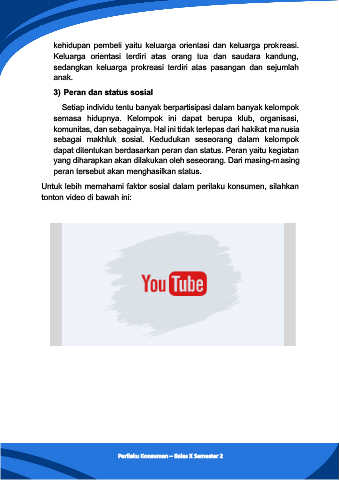 kehidupan pembeli yaitu keluarga orientasi dan keluarga prokreasi.
Keluarga orientasi terdiri atas orang tua dan saudara kandung,
sedangkan keluarga prokreasi terdiri atas pasangan dan sejumlah
anak.
3) Peran dan status sosial
Setiap individu tentu banyak berpartisipasi dalam banyak kelompok
semasa hidupnya. Kelompok ini dapat berupa klub, organisasi,
komunitas, dan sebagainya. Hal ini tidak terlepas dari hakikat manusia
sebagai makhluk sosial. Kedudukan seseorang dalam kelompok
dapat ditentukan berdasarkan peran dan status. Peran yaitu kegiatan
yang diharapkan akan dilakukan oleh seseorang. Dari masing-masing
peran tersebut akan menghasilkan status.
Untuk lebih memahami faktor sosial dalam perilaku konsumen, silahkan
tonton video di bawah ini:
YouTube
Perilaku Konsumen – Kelas X Semester 2